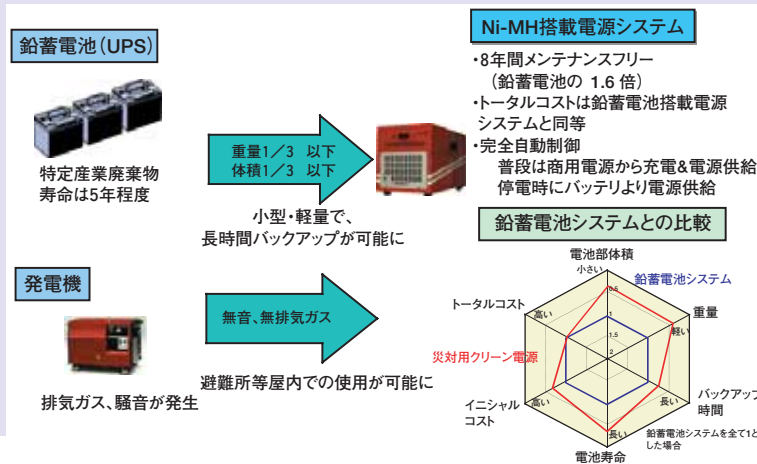 鉛蓄電池(UPS)
特定産業廃棄物
寿命は5年程度
重量1/3 以下
体積1/3 以下
小型・軽量で、
長時間バックアップが可能に
Ni-MH搭載電源システム
・8年間メンテナンスフリー
(鉛蓄電池の 1.6 倍)
・トータルコストは鉛蓄電池搭載電源
システムと同等
・完全自動制御
普段は商用電源から充電&電源供給
停電時にバッテリより電源供給
発電機
排気ガス、騒音が発生
無音、無排気ガス
避難所等屋内での使用が可能に
鉛蓄電池システムとの比較
電池部体積
小さい
鉛蓄電池システム
0.5
1
1.5
2
トータルコスト
高い
重量
軽い
災対用クリーン電源
イニシャル
コスト
高い
バックアップ
時間
長い
長い
電池寿命
鉛蓄電池システムを全て1と
した場合